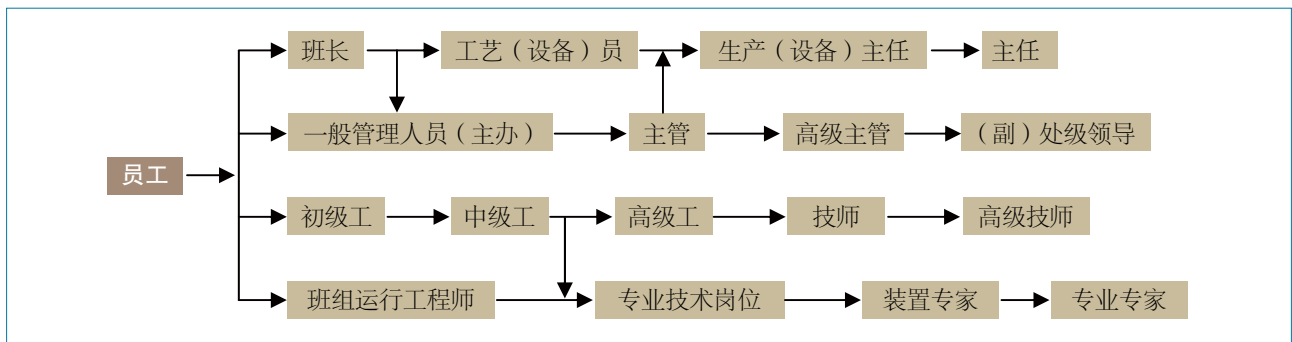 班长
工艺（设备）员
生产（设备）主任
主任
一般管理人员（主办）
主管
高级主管
（副）处级领导
员工
初级工
中级工
高级工
技师
高级技师
班组运行工程师
专业技术岗位
装置专家
专业专家